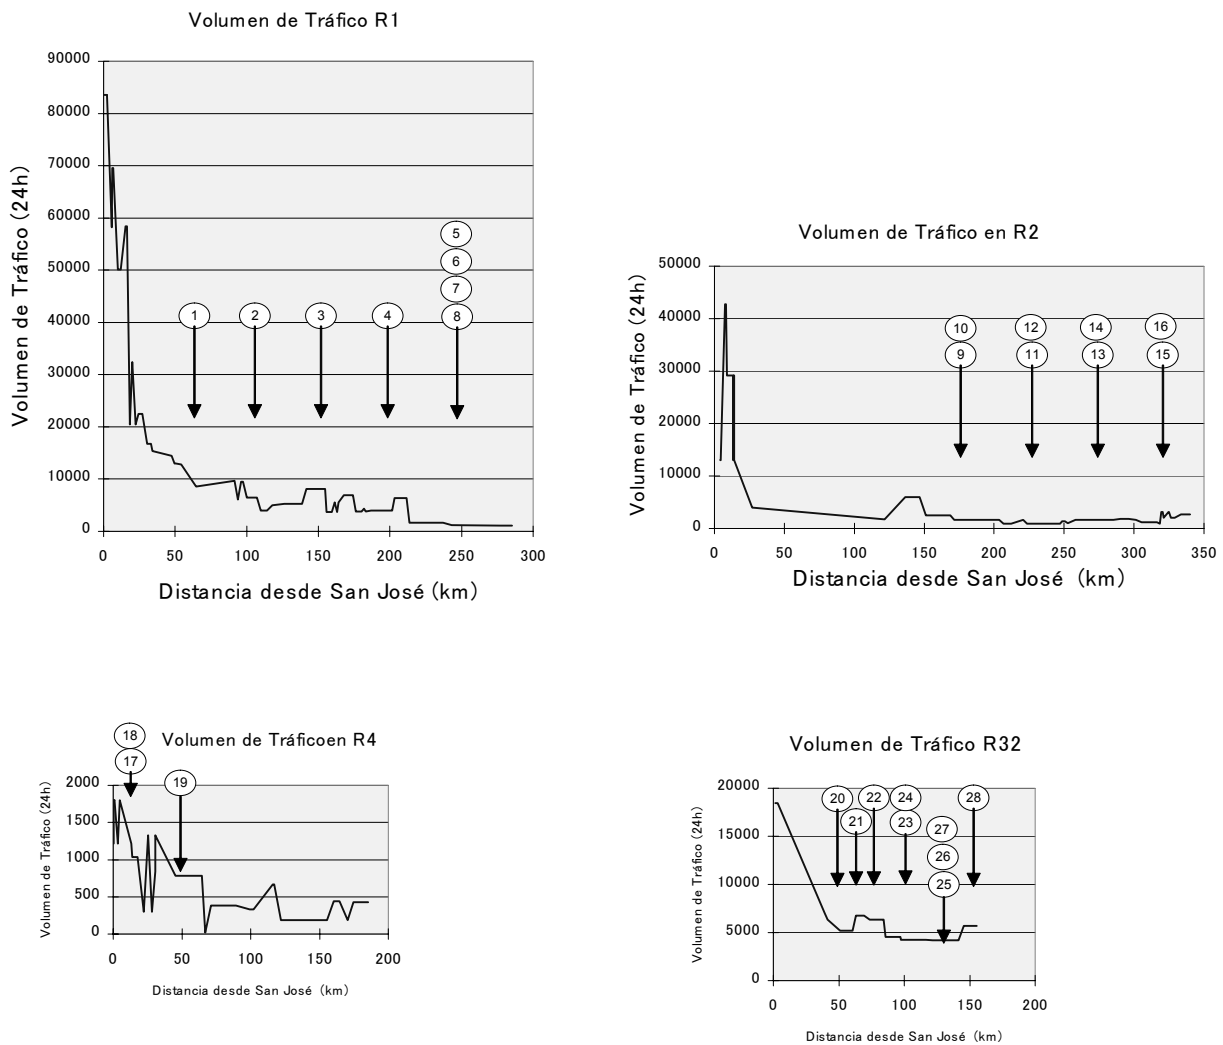 Volumen de Tráfico R1
90000
80000
70000
60000
50000
40000
30000
20000
10000
0
Volumen de Tráfico (24h)
5
6
7
1 2 3 4 8
0 50 100 150 200 250 300
Distancia desde San José (km)
Volumen de Tráfico en R2
50000
40000
30000
20000
10000
0
Volumen de Tráfico (24h)
10 12 14 16
9 11 13 15
0 50 100 150 200 250 300 350
Distancia desde San José (km)
18
17
19
Volumen de Tráficoen R4
2000
1500
1000
500
0
Volumen de Tráfico (24h)
0 50 100 150 200
Distancia desde San José (km)
Volumen de Tráfico R32
20000
15000
10000
5000
0
Volumen de Tráfico (24h)
20 22 24 28
21 23 27
26
25
0 50 100 150 200
Distancia desde San José (km)